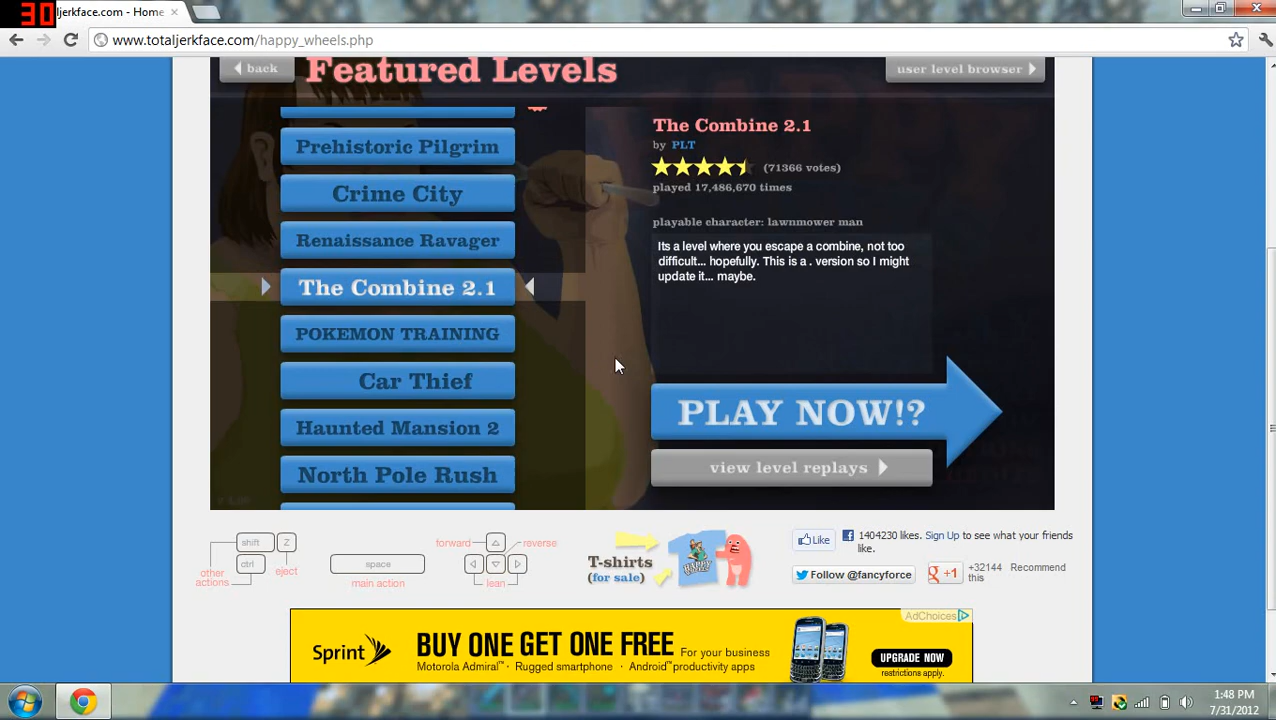 30
ljerkface.com - Home
www.totaljerkface.com/happy_wheels.php
back
Featured Levels
user level browser
Prehistoric Pilgrim
Crime City
Renaissance Ravager
The Combine 2.1
POKEMON TRAINING
Car Thief
Haunted Mansion 2
North Pole Rush
The Combine 2.1
by PLT
(71366 votes)
played 17,486,670 times
playable character: lawnmower man
Its a level where you escape a combine, not too
difficult... hopefully. This is a . version so I might
update it... maybe.
PLAY NOW!?
view level replays
shift
Z
ctrl
other
actions
eject
space
main action
forward
reverse
lean
T-shirts
(for sale)
Like
1404230 likes. Sign Up to see what your friends
like.
Follow @fancyforce
+1
+32144 Recommend
this
AdChoices
Sprint
BUY ONE GET ONE FREE
For your business
Motorola Admiral™ · Rugged smartphone · Android™ productivity apps
UPGRADE NOW
restrictions apply.
1:48 PM
7/31/2012